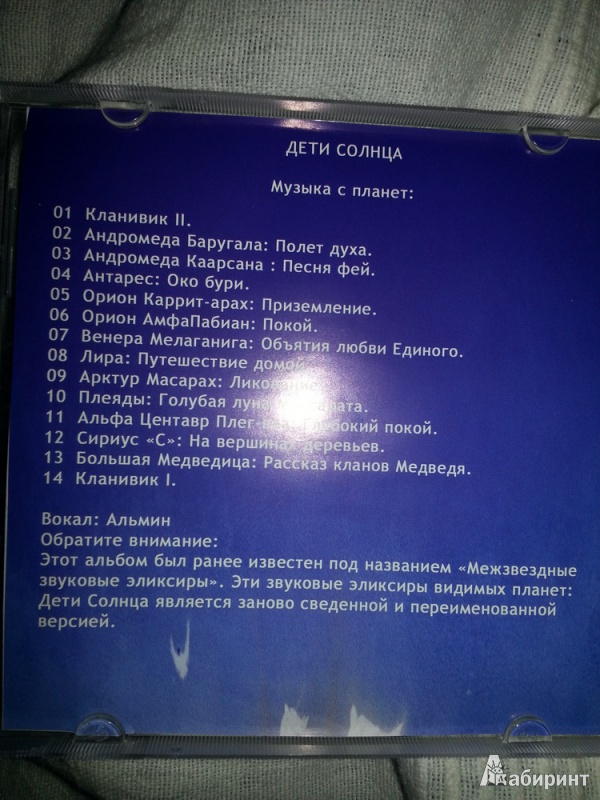 ДЕТИ СОЛНЦА
Музыка с планет:
01 Кланивик II.
02 Андромеда Баругала: Полет духа.
03 Андромеда Каарсана : Песня фей.
04 Антарес: Око бури.
05 Орион Каррит-арах: Приземление.
06 Орион АмфаПабиан: Покой.
07 Венера Мелаганига: Объятия любви Единого.
08 Лира: Путешествие домой.
09 Арктур Масарах: Ликование.
10 Плеяды: Голубая луна
11 Альфа Центавр покой.
12 Сириус «С»: На вершинах деревьев.
13 Большая Медведица: Рассказ кланов Медведя.
14 Кланивик I.
Вокал: Альмин
Обратите внимание:
Этот альбом был ранее известен под названием «Межзвездные
звуковые эликсиры». Эти звуковые эликсиры видимых планет:
Дети Солнца является заново сведенной и переименованной
версией.
Лабиринт